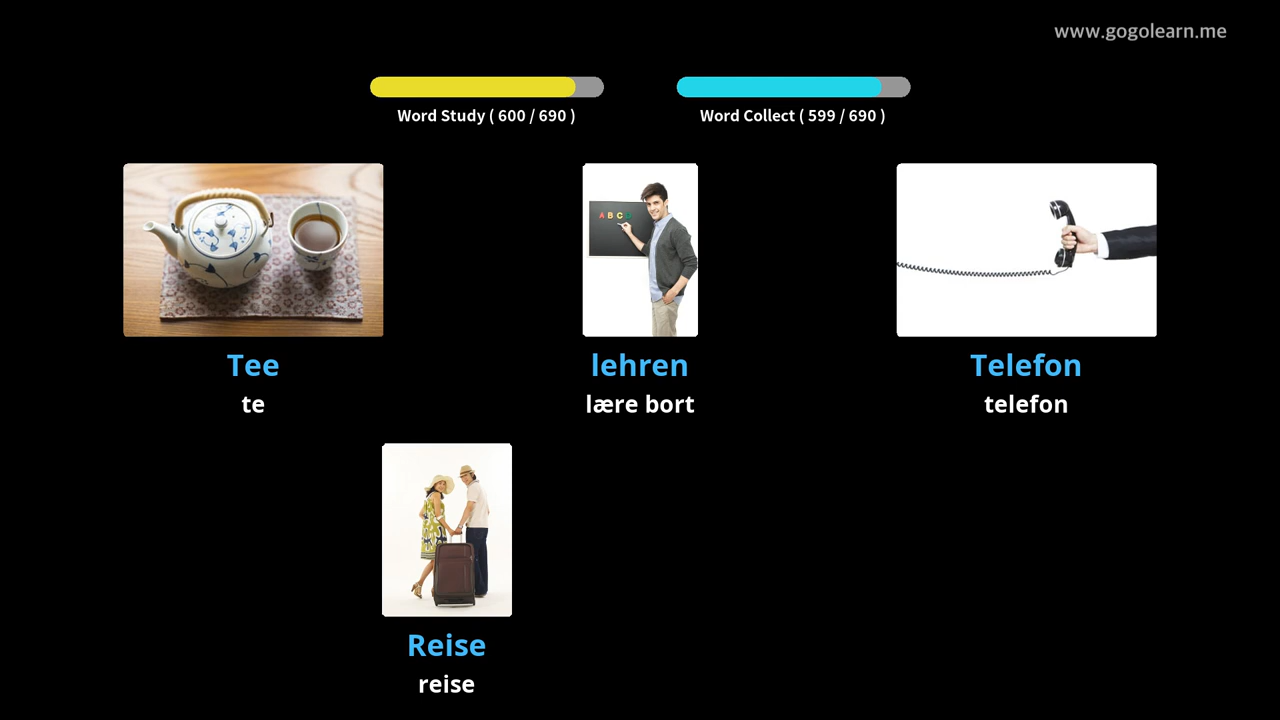 www.gogolearn.me
Word Study ( 600 / 690 )
Word Collect ( 599 / 690 )
A B C D
Tee
te
lehren
lære bort
Telefon
telefon
Reise
reise